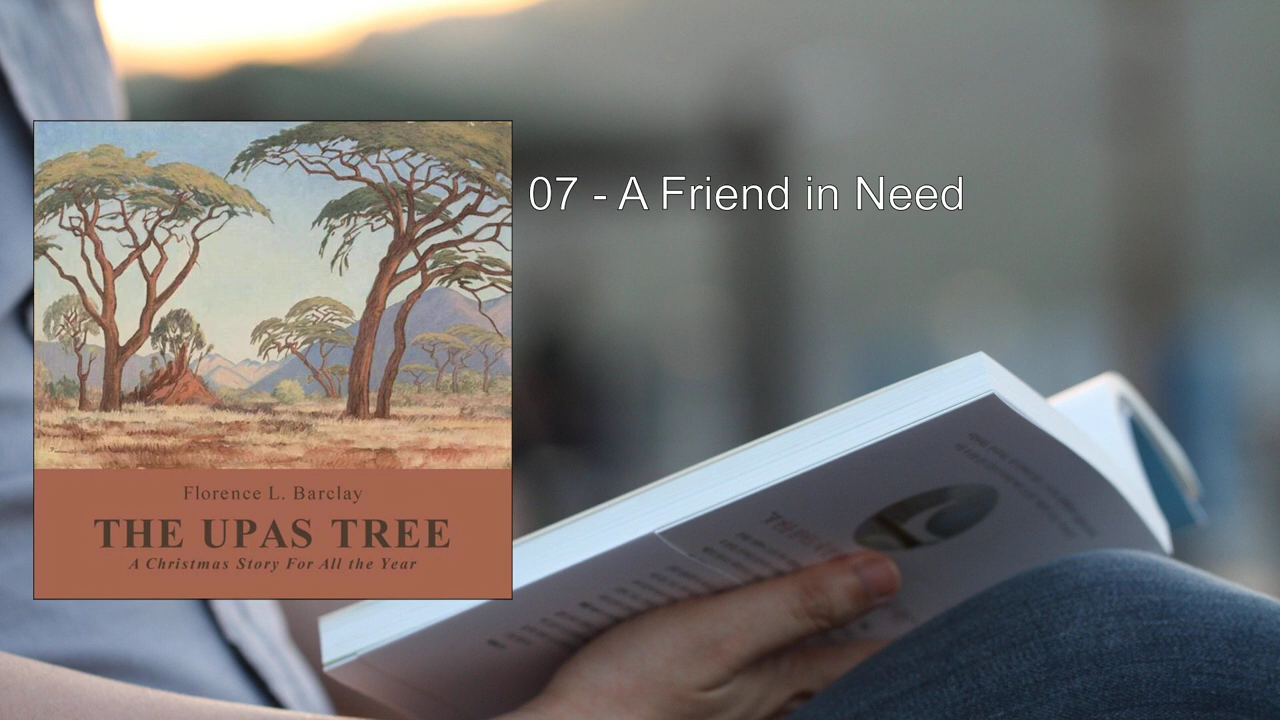 07 - A Friend in Need
Florence L. Barclay
THE UPAS TREE
A Christmas Story For All the Year